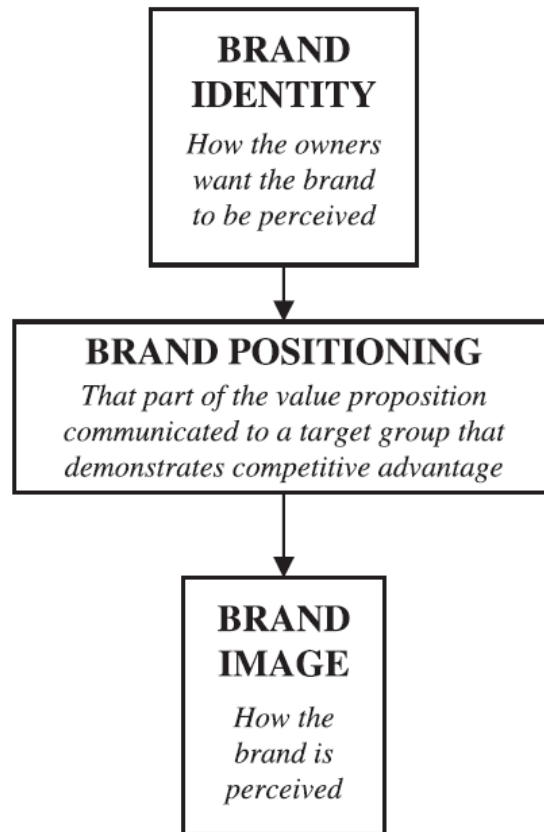 BRAND
IDENTITY
How the owners
want the brand
to be perceived
BRAND POSITIONING
That part of the value proposition
communicated to a target group that
demonstrates competitive advantage
BRAND
IMAGE
How the
brand is
perceived